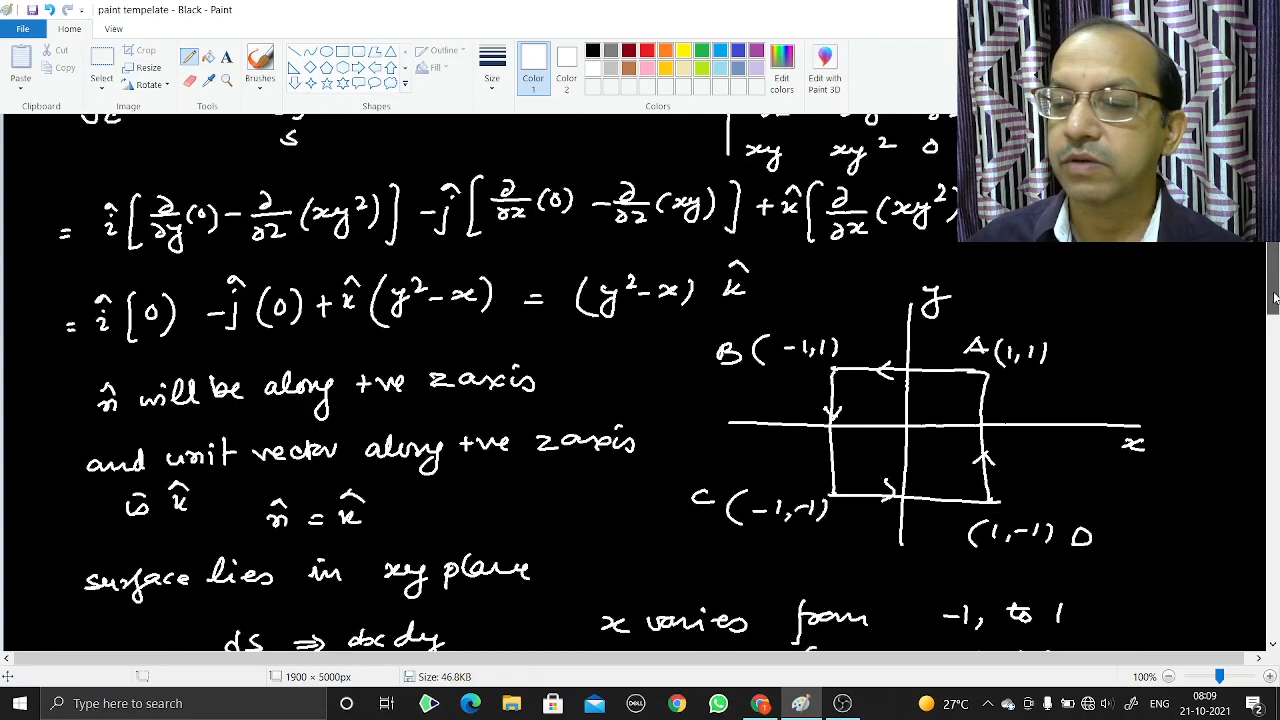 paint tempelate - Black - Paint
File Home View
Paste
Cut
Copy
Clipboard
Select
Crop
Resize
Rotate
Image
Tools
Brushes
Shapes
Outline
Fill
Size
Color 1
Color 2
Edit colors
Colors
Edit with Paint 3D
s
xy xy² 0
= î[∂/∂y(0) - ∂/∂z(xy²)] - ĵ[∂/∂x(0) - ∂/∂z(xy)] + k̂[∂/∂x(xy²)
= î[0) - ĵ(0) + k̂(y²-x) = (y²-x) k̂
y
B(-1,1) A(1,1)
n̂ will be along +ve z axis
x
and unit vector along +ve z axis
is k̂ n̂ = k̂
C(-1,-1) (1,-1) D
surface lies in xy plane
x varies from -1, to 1
ds ⇒ dx dy
1900 × 5000px
Size: 46.8KB
100%
Type here to search
DELL
27°C
ENG
08:09
21-10-2021